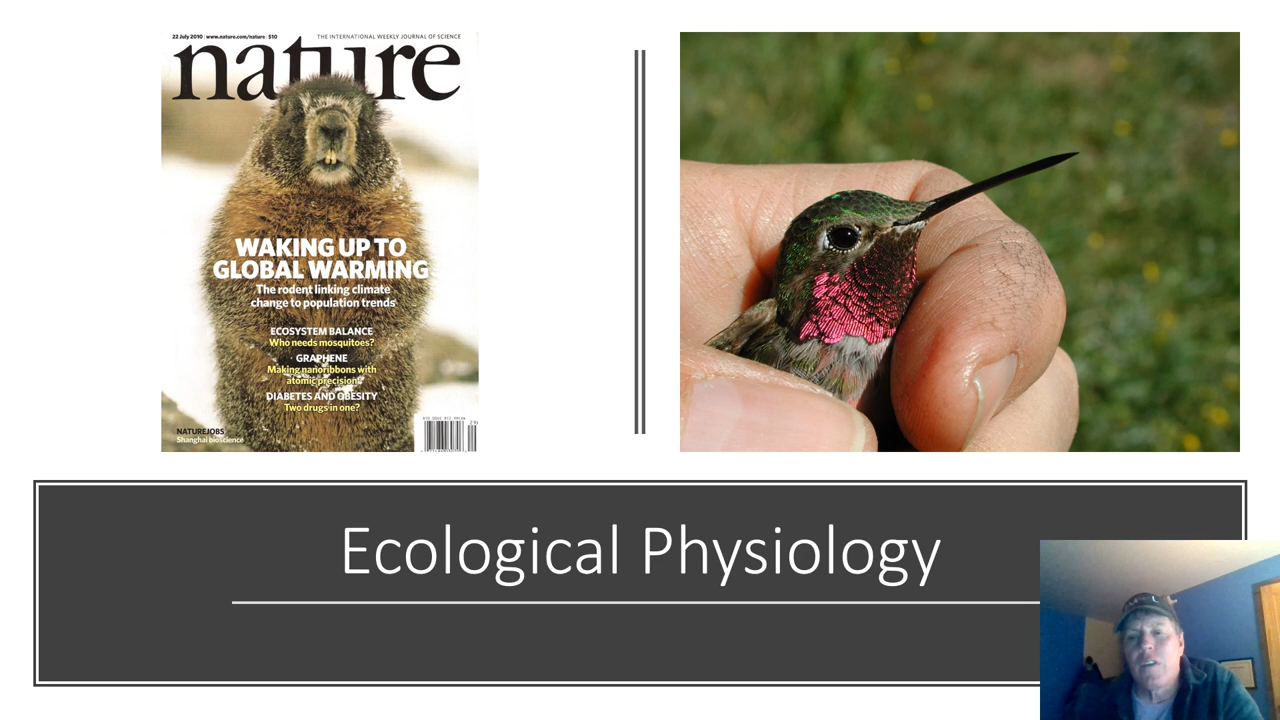 22 July 2010 | www.nature.com/nature | $10
THE INTERNATIONAL WEEKLY JOURNAL OF SCIENCE
nature
WAKING UP TO
GLOBAL WARMING
The rodent linking climate
change to population trends
ECOSYSTEM BALANCE
Who needs mosquitoes?
GRAPHENE
Making nanoribbons with
atomic precision
DIABETES AND OBESITY
Two drugs in one?
NATUREJOBS
Shanghai bioscience
Ecological Physiology